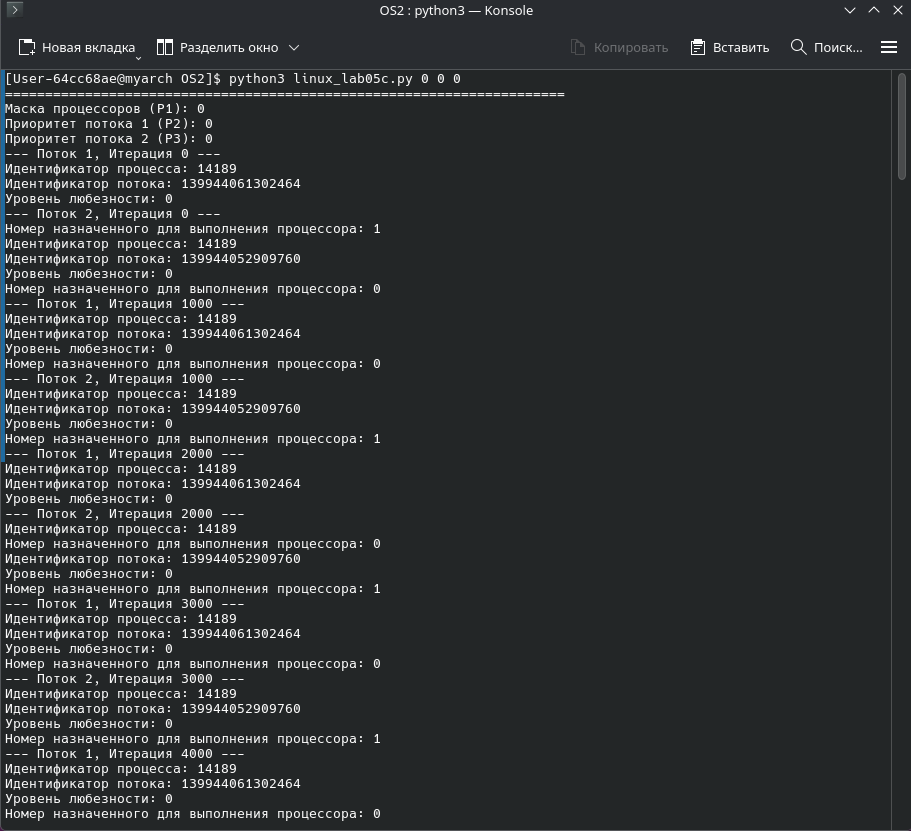 OS2 : python3 — Konsole
Новая вкладка
Разделить окно
Копировать
Вставить
Поиск...
[User-64cc68ae@myarch OS2]$ python3 linux_lab05c.py 0 0 0
======================================================================
Маска процессоров (P1): 0
Приоритет потока 1 (P2): 0
Приоритет потока 2 (P3): 0
--- Поток 1, Итерация 0 ---
Идентификатор процесса: 14189
Идентификатор потока: 139944061302464
Уровень любезности: 0
--- Поток 2, Итерация 0 ---
Номер назначенного для выполнения процессора: 1
Идентификатор процесса: 14189
Идентификатор потока: 139944052909760
Уровень любезности: 0
Номер назначенного для выполнения процессора: 0
--- Поток 1, Итерация 1000 ---
Идентификатор процесса: 14189
Идентификатор потока: 139944061302464
Уровень любезности: 0
Номер назначенного для выполнения процессора: 0
--- Поток 2, Итерация 1000 ---
Идентификатор процесса: 14189
Идентификатор потока: 139944052909760
Уровень любезности: 0
Номер назначенного для выполнения процессора: 1
--- Поток 1, Итерация 2000 ---
Идентификатор процесса: 14189
Идентификатор потока: 139944061302464
Уровень любезности: 0
--- Поток 2, Итерация 2000 ---
Идентификатор процесса: 14189
Номер назначенного для выполнения процессора: 0
Идентификатор потока: 139944052909760
Уровень любезности: 0
Номер назначенного для выполнения процессора: 1
--- Поток 1, Итерация 3000 ---
Идентификатор процесса: 14189
Идентификатор потока: 139944061302464
Уровень любезности: 0
Номер назначенного для выполнения процессора: 0
--- Поток 2, Итерация 3000 ---
Идентификатор процесса: 14189
Идентификатор потока: 139944052909760
Уровень любезности: 0
Номер назначенного для выполнения процессора: 1
--- Поток 1, Итерация 4000 ---
Идентификатор процесса: 14189
Идентификатор потока: 139944061302464
Уровень любезности: 0
Номер назначенного для выполнения процессора: 0